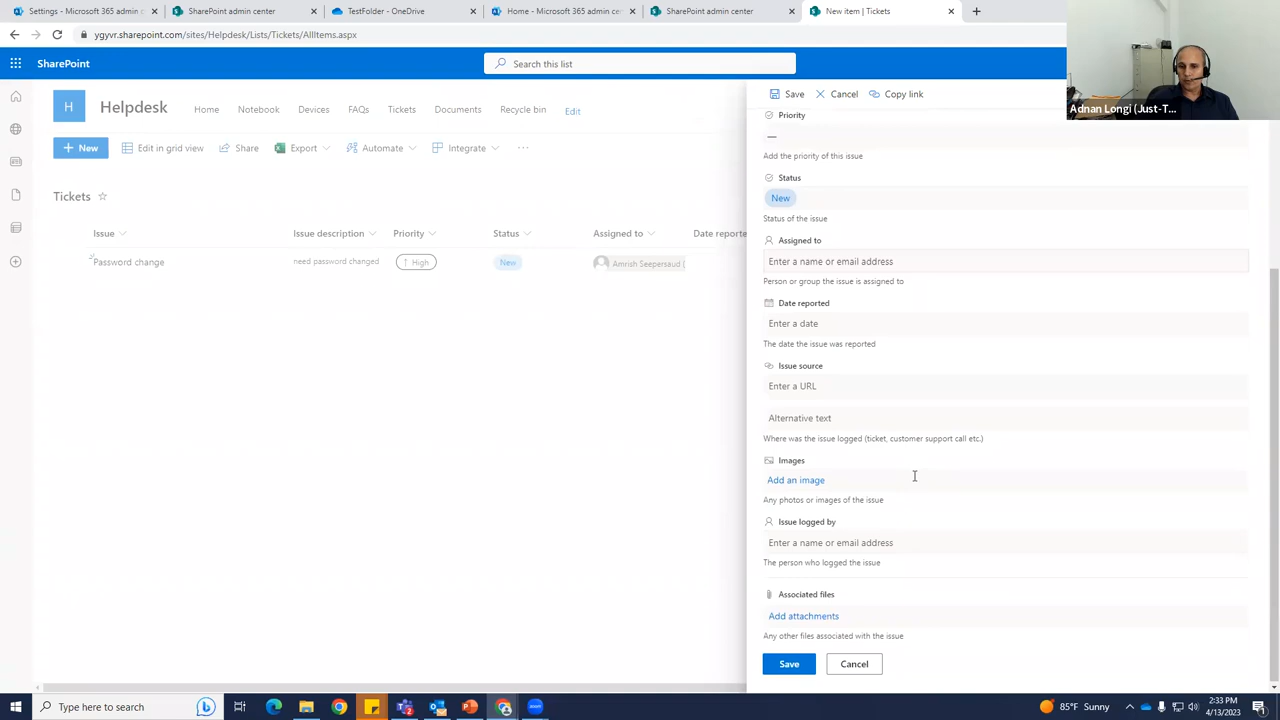 Settings - Microsoft 365 admin c
SharePoint admin center
TestFolder - OneDrive
Home - Microsoft 365 admin cen
SharePoint admin center
New item | Tickets
ygyvr.sharepoint.com/sites/Helpdesk/Lists/Tickets/AllItems.aspx
SharePoint
Search this list
Adnan Longi (Just-T...
H
Helpdesk
Home
Notebook
Devices
FAQs
Tickets
Documents
Recycle bin
Edit
New
Edit in grid view
Share
Export
Automate
Integrate
Tickets
Issue
Issue description
Priority
Status
Assigned to
Date reporte
Password change
need password changed
High
New
Amrish Seepersaud (
Save
Cancel
Copy link
Priority
—
Add the priority of this issue
Status
New
Status of the issue
Assigned to
Enter a name or email address
Person or group the issue is assigned to
Date reported
Enter a date
The date the issue was reported
Issue source
Enter a URL
Alternative text
Where was the issue logged (ticket, customer support call etc.)
Images
Add an image
Any photos or images of the issue
Issue logged by
Enter a name or email address
The person who logged the issue
Associated files
Add attachments
Any other files associated with the issue
Save
Cancel
Type here to search
85°F Sunny
2:33 PM
4/13/2023